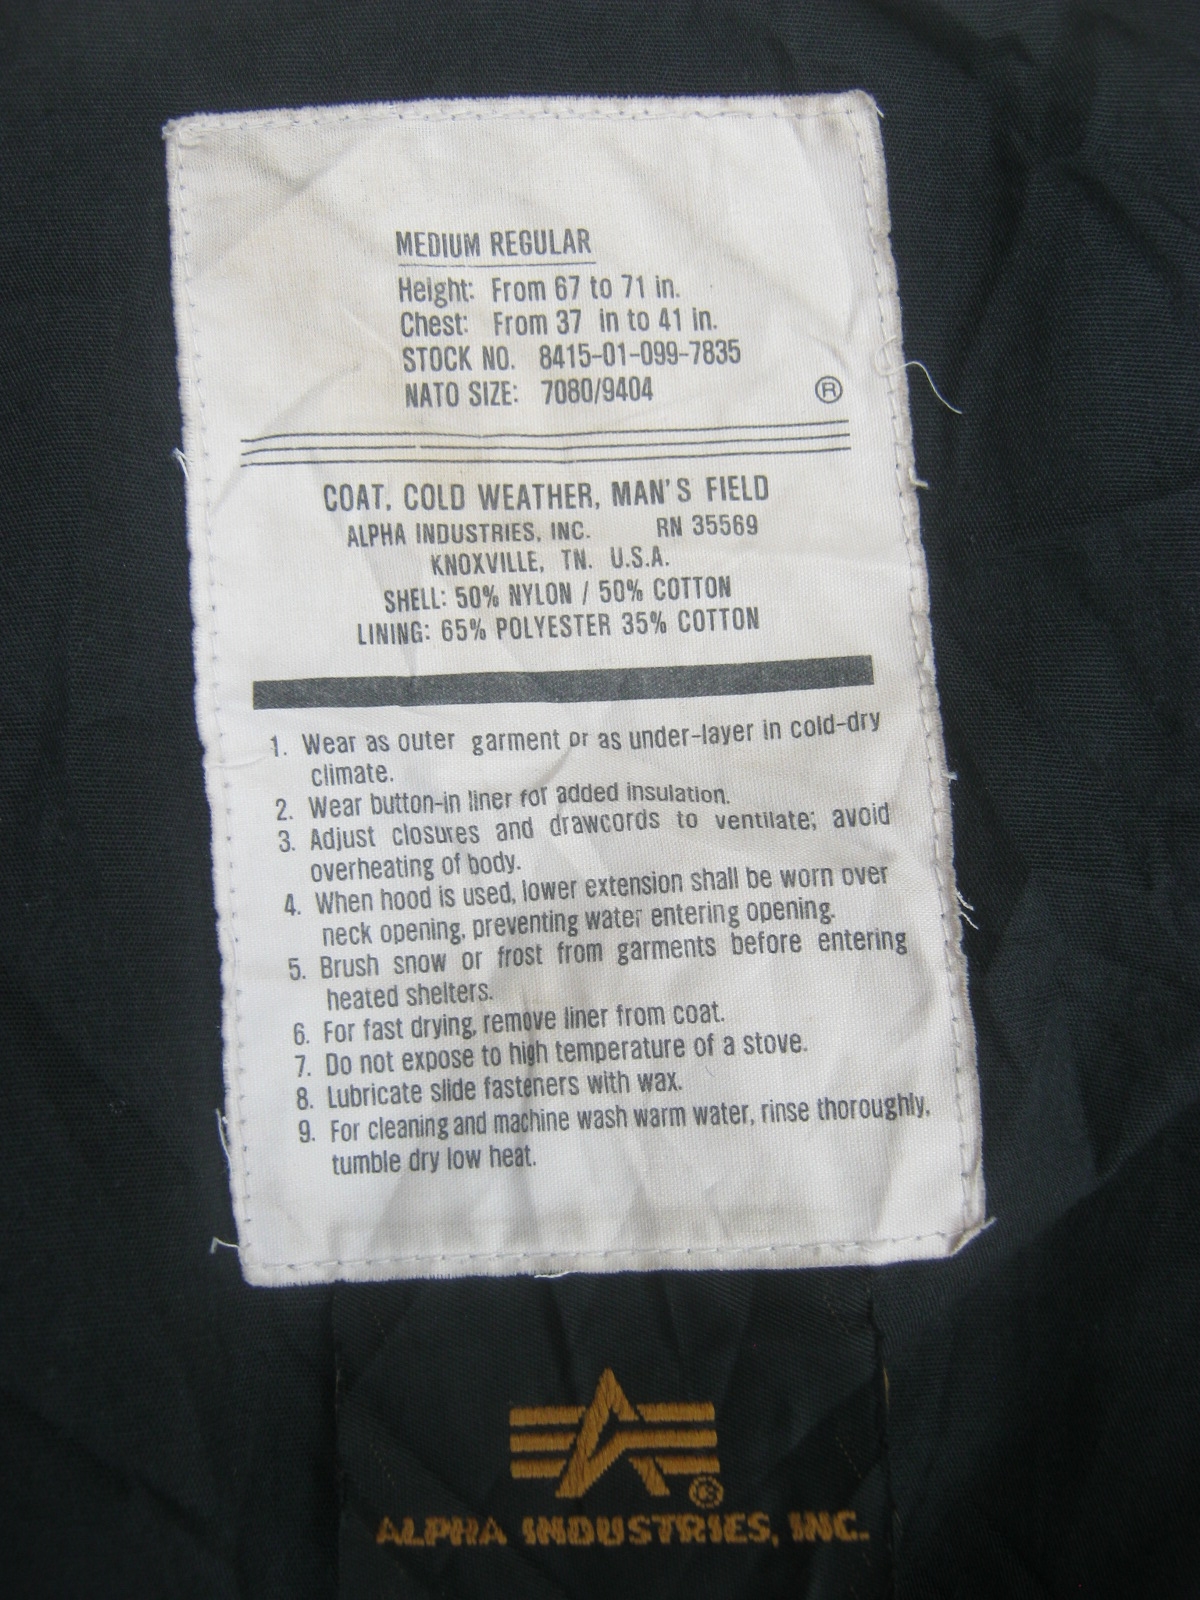 MEDIUM REGULAR
Height: From 67 to 71 in.
Chest: From 37 in to 41 in.
STOCK NO. 8415-01-099-7835
NATO SIZE: 7080/9404 ®
COAT, COLD WEATHER, MAN'S FIELD
ALPHA INDUSTRIES, INC. RN 35569
KNOXVILLE, TN. U.S.A.
SHELL: 50% NYLON / 50% COTTON
LINING: 65% POLYESTER 35% COTTON
1. Wear as outer garment or as under-layer in cold-dry
climate.
2. Wear button-in liner for added insulation.
3. Adjust closures and drawcords to ventilate; avoid
overheating of body.
4. When hood is used, lower extension shall be worn over
neck opening, preventing water entering opening.
5. Brush snow or frost from garments before entering
heated shelters.
6. For fast drying, remove liner from coat.
7. Do not expose to high temperature of a stove.
8. Lubricate slide fasteners with wax.
9. For cleaning and machine wash warm water, rinse thoroughly,
tumble dry low heat.
®
ALPHA INDUSTRIES, INC.